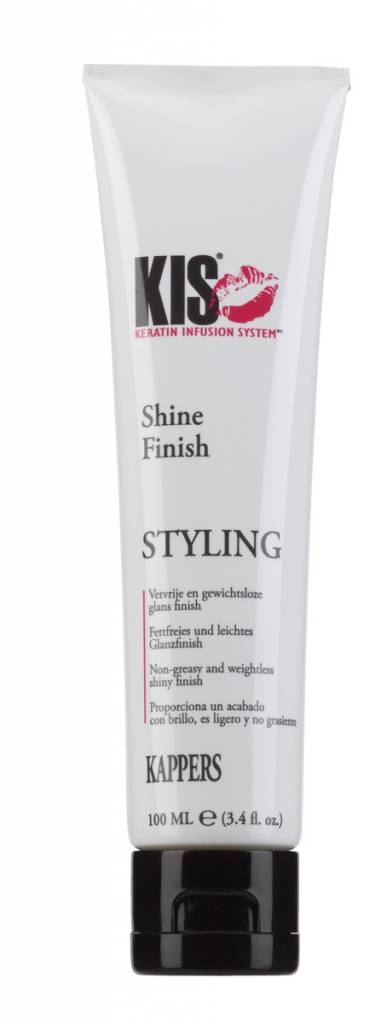 KIS®
KERATIN INFUSION SYSTEM™
Shine
Finish
STYLING
Vetvrije en gewichtsloze
glans finish
Fettfreies und leichtes
Glanzfinish
Non-greasy and weightless
shiny finish
Proporciona un acabado
con brillo, es ligero y no grasiento
KAPPERS
100 ML ℮ (3.4 fl. oz.)